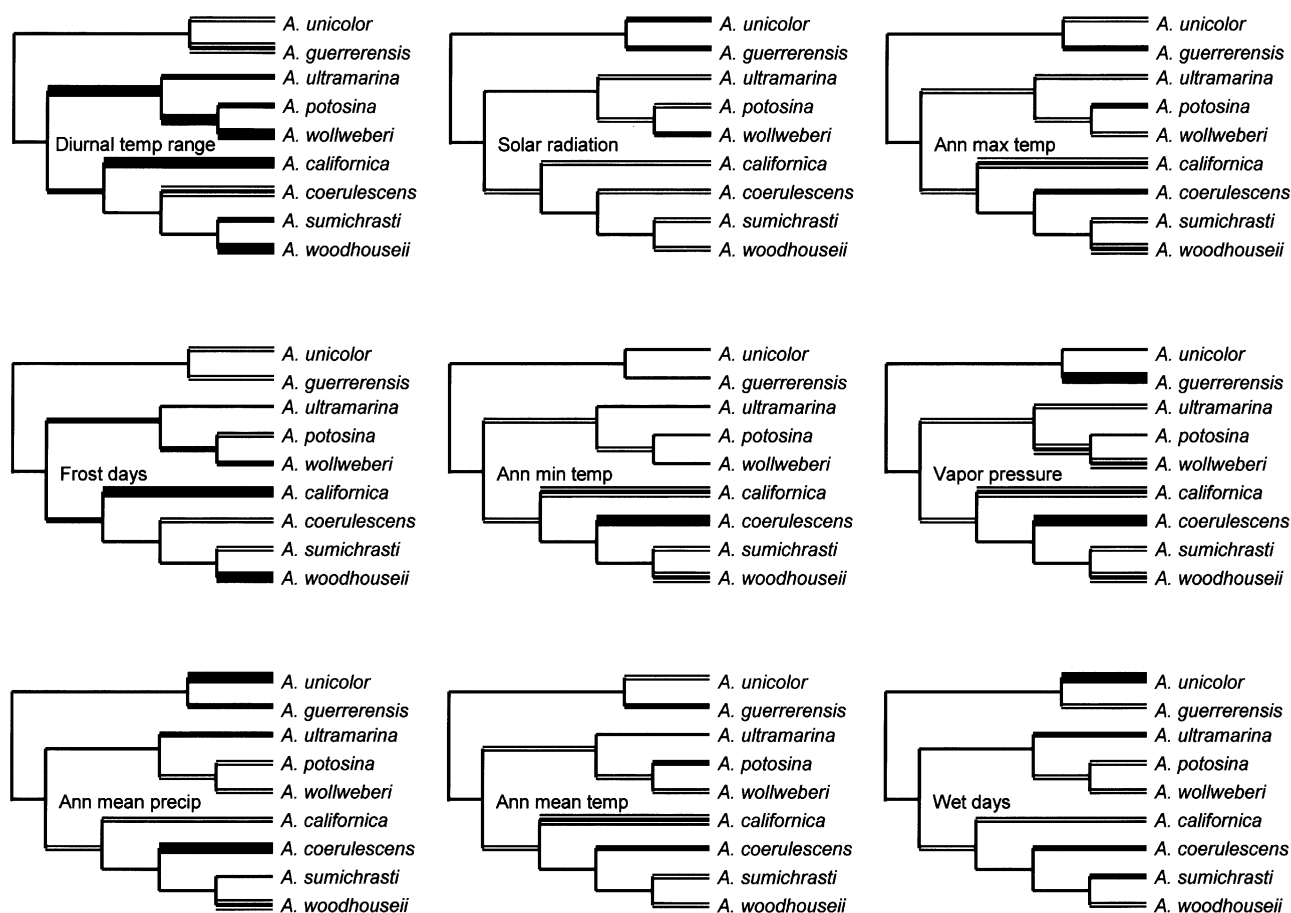 A. unicolor
A. guerrerensis
A. ultramarina
A. potosina
A. wollweberi
Diurnal temp range
A. californica
A. coerulescens
A. sumichrasti
A. woodhouseii
A. unicolor
A. guerrerensis
A. ultramarina
A. potosina
A. wollweberi
Solar radiation
A. californica
A. coerulescens
A. sumichrasti
A. woodhouseii
A. unicolor
A. guerrerensis
A. ultramarina
A. potosina
A. wollweberi
Ann max temp
A. californica
A. coerulescens
A. sumichrasti
A. woodhouseii
A. unicolor
A. guerrerensis
A. ultramarina
A. potosina
A. wollweberi
Frost days
A. californica
A. coerulescens
A. sumichrasti
A. woodhouseii
A. unicolor
A. guerrerensis
A. ultramarina
A. potosina
A. wollweberi
Ann min temp
A. californica
A. coerulescens
A. sumichrasti
A. woodhouseii
A. unicolor
A. guerrerensis
A. ultramarina
A. potosina
A. wollweberi
Vapor pressure
A. californica
A. coerulescens
A. sumichrasti
A. woodhouseii
A. unicolor
A. guerrerensis
A. ultramarina
A. potosina
A. wollweberi
Ann mean precip
A. californica
A. coerulescens
A. sumichrasti
A. woodhouseii
A. unicolor
A. guerrerensis
A. ultramarina
A. potosina
A. wollweberi
Ann mean temp
A. californica
A. coerulescens
A. sumichrasti
A. woodhouseii
A. unicolor
A. guerrerensis
A. ultramarina
A. potosina
A. wollweberi
Wet days
A. californica
A. coerulescens
A. sumichrasti
A. woodhouseii